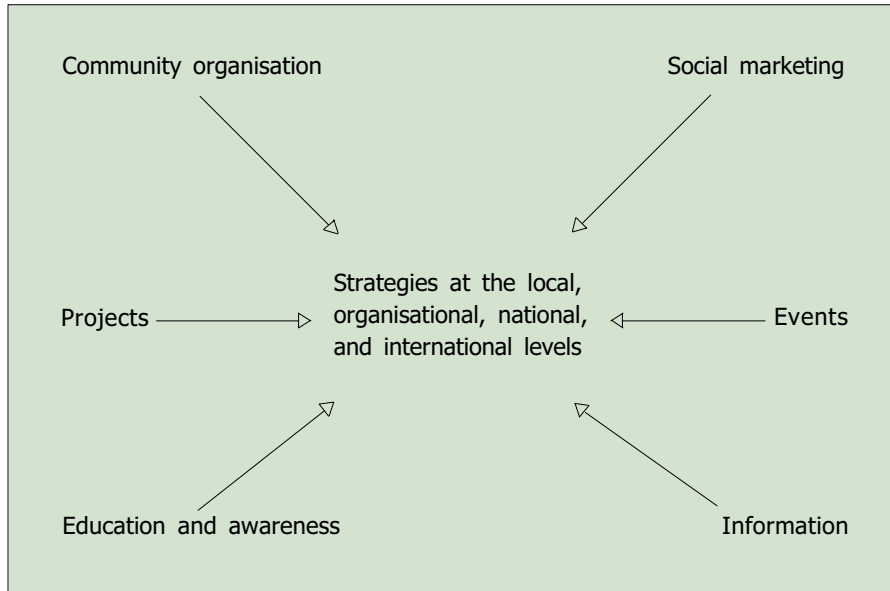 Community organisation
Social marketing
Strategies at the local,
organisational, national,
and international levels
Projects
Events
Education and awareness
Information